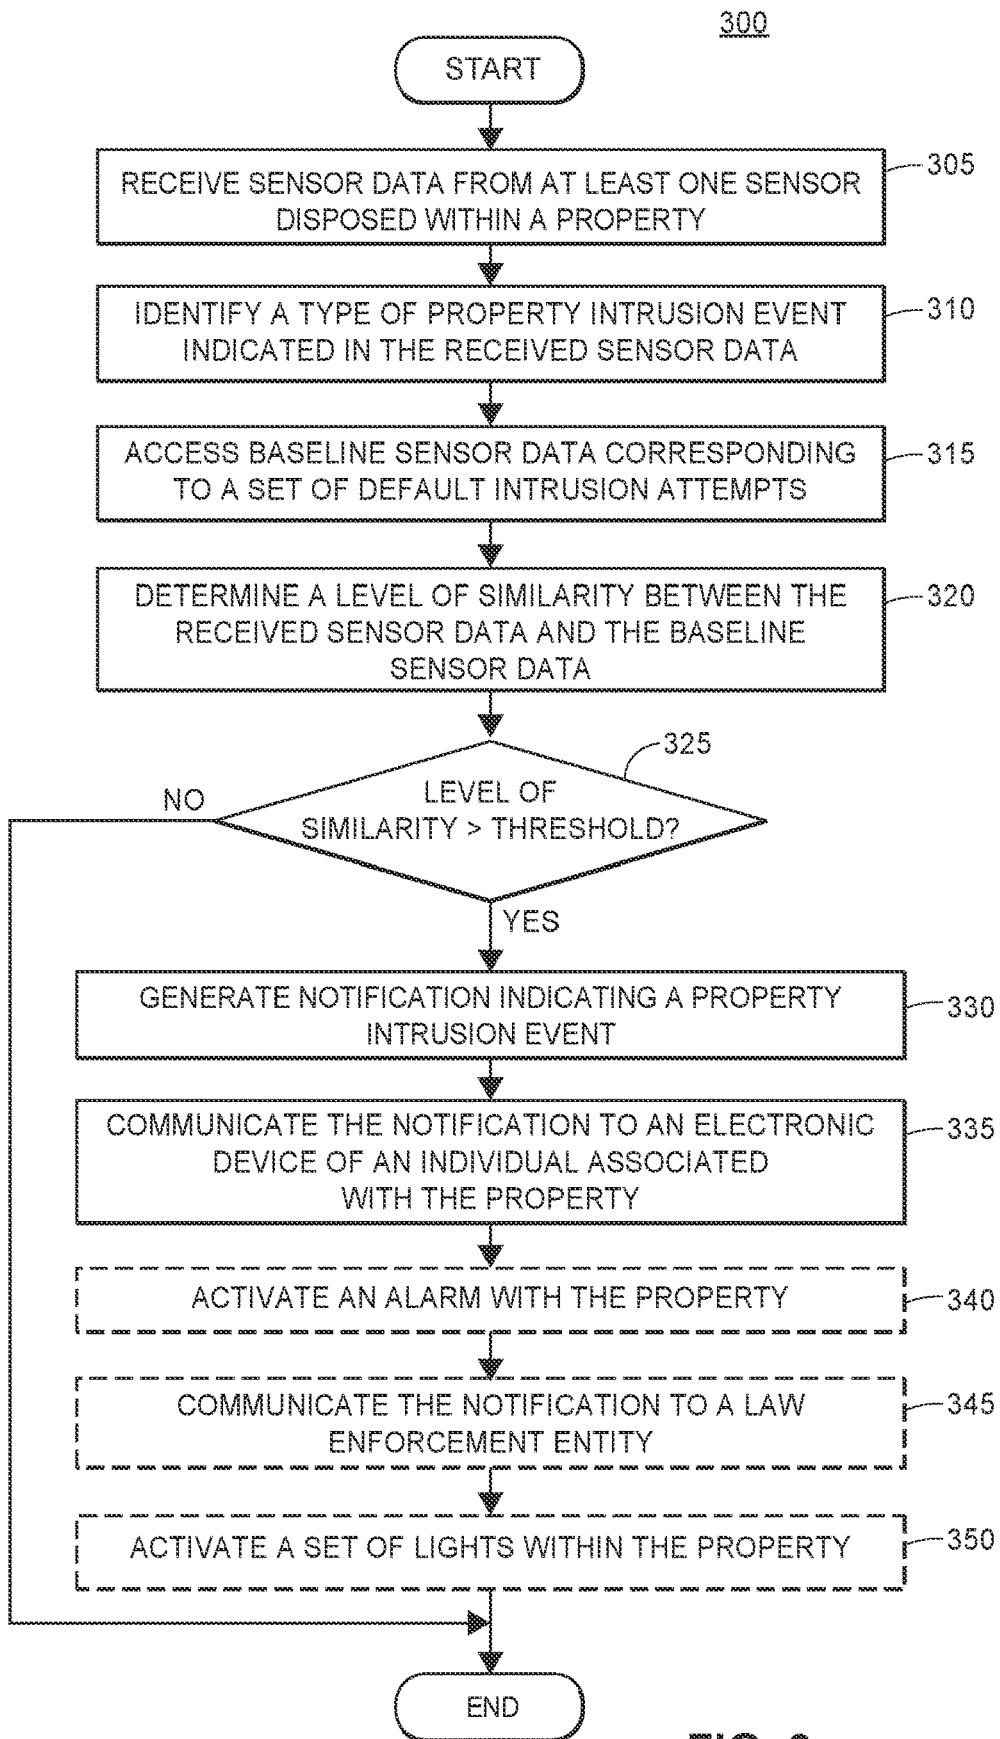 300
START
RECEIVE SENSOR DATA FROM AT LEAST ONE SENSOR
DISPOSED WITHIN A PROPERTY
305
IDENTIFY A TYPE OF PROPERTY INTRUSION EVENT
INDICATED IN THE RECEIVED SENSOR DATA
310
ACCESS BASELINE SENSOR DATA CORRESPONDING
TO A SET OF DEFAULT INTRUSION ATTEMPTS
315
DETERMINE A LEVEL OF SIMILARITY BETWEEN THE
RECEIVED SENSOR DATA AND THE BASELINE
SENSOR DATA
320
325
LEVEL OF
SIMILARITY > THRESHOLD?
NO
YES
GENERATE NOTIFICATION INDICATING A PROPERTY
INTRUSION EVENT
330
COMMUNICATE THE NOTIFICATION TO AN ELECTRONIC
DEVICE OF AN INDIVIDUAL ASSOCIATED
WITH THE PROPERTY
335
ACTIVATE AN ALARM WITH THE PROPERTY
340
COMMUNICATE THE NOTIFICATION TO A LAW
ENFORCEMENT ENTITY
345
ACTIVATE A SET OF LIGHTS WITHIN THE PROPERTY
350
END